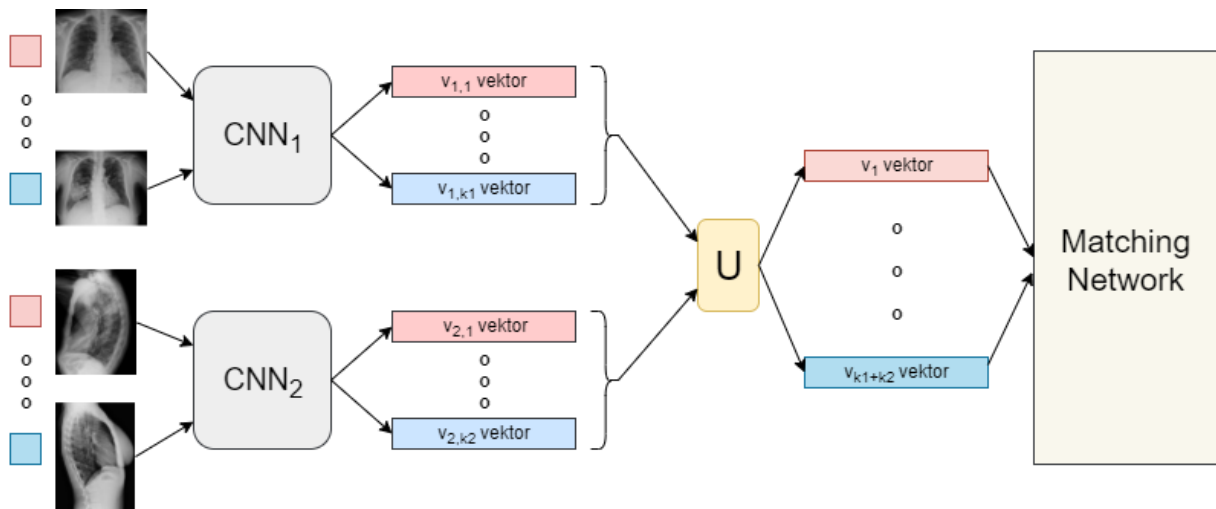 CNN₁
v₁,₁ vektor
o
o
o
v₁,ₖ₁ vektor
o
o
o
CNN₂
v₂,₁ vektor
o
o
o
v₂,ₖ₂ vektor
o
o
o
U
v₁ vektor
o
o
o
vₖ₁₊ₖ₂ vektor
Matching
Network